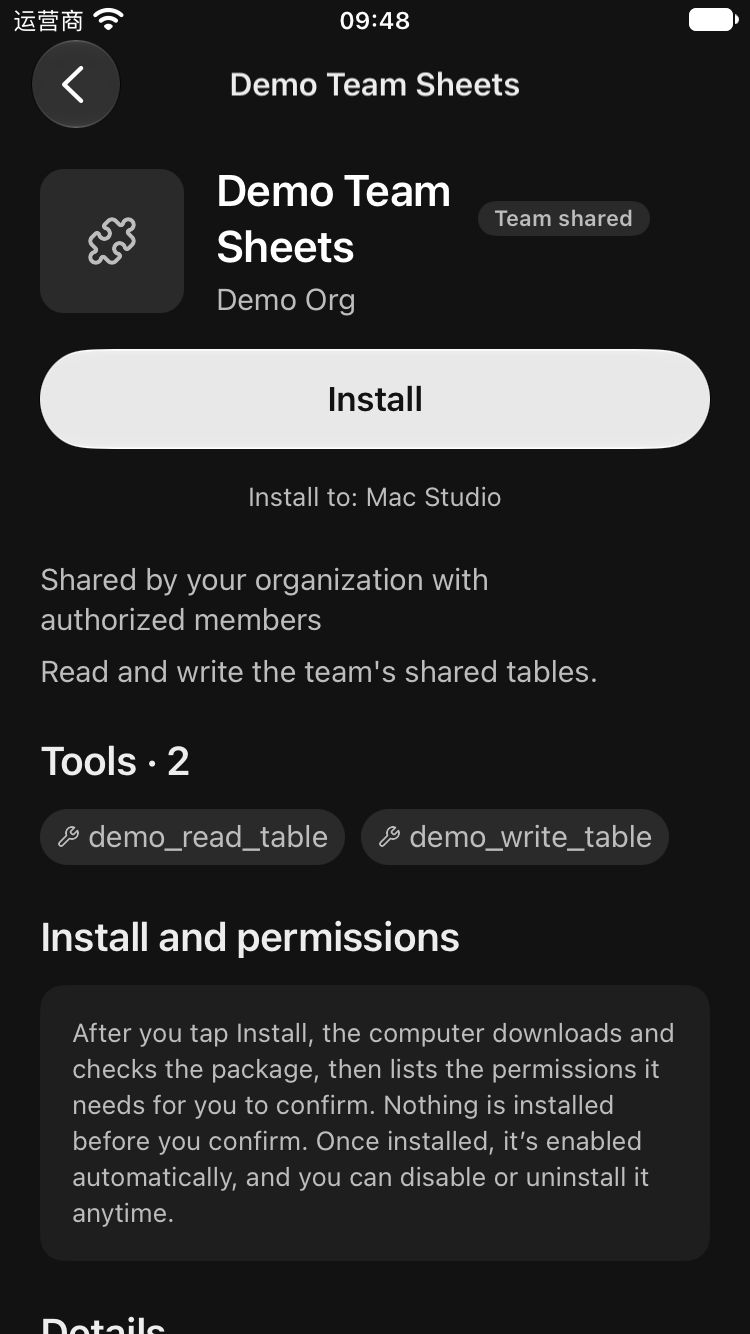 运营商
09:48
Demo Team Sheets
Demo Team
Sheets
Team shared
Demo Org
Install
Install to: Mac Studio
Shared by your organization with
authorized members
Read and write the team's shared tables.
Tools · 2
demo_read_table
demo_write_table
Install and permissions
After you tap Install, the computer downloads and
checks the package, then lists the permissions it
needs for you to confirm. Nothing is installed
before you confirm. Once installed, it’s enabled
automatically, and you can disable or uninstall it
anytime.
Details